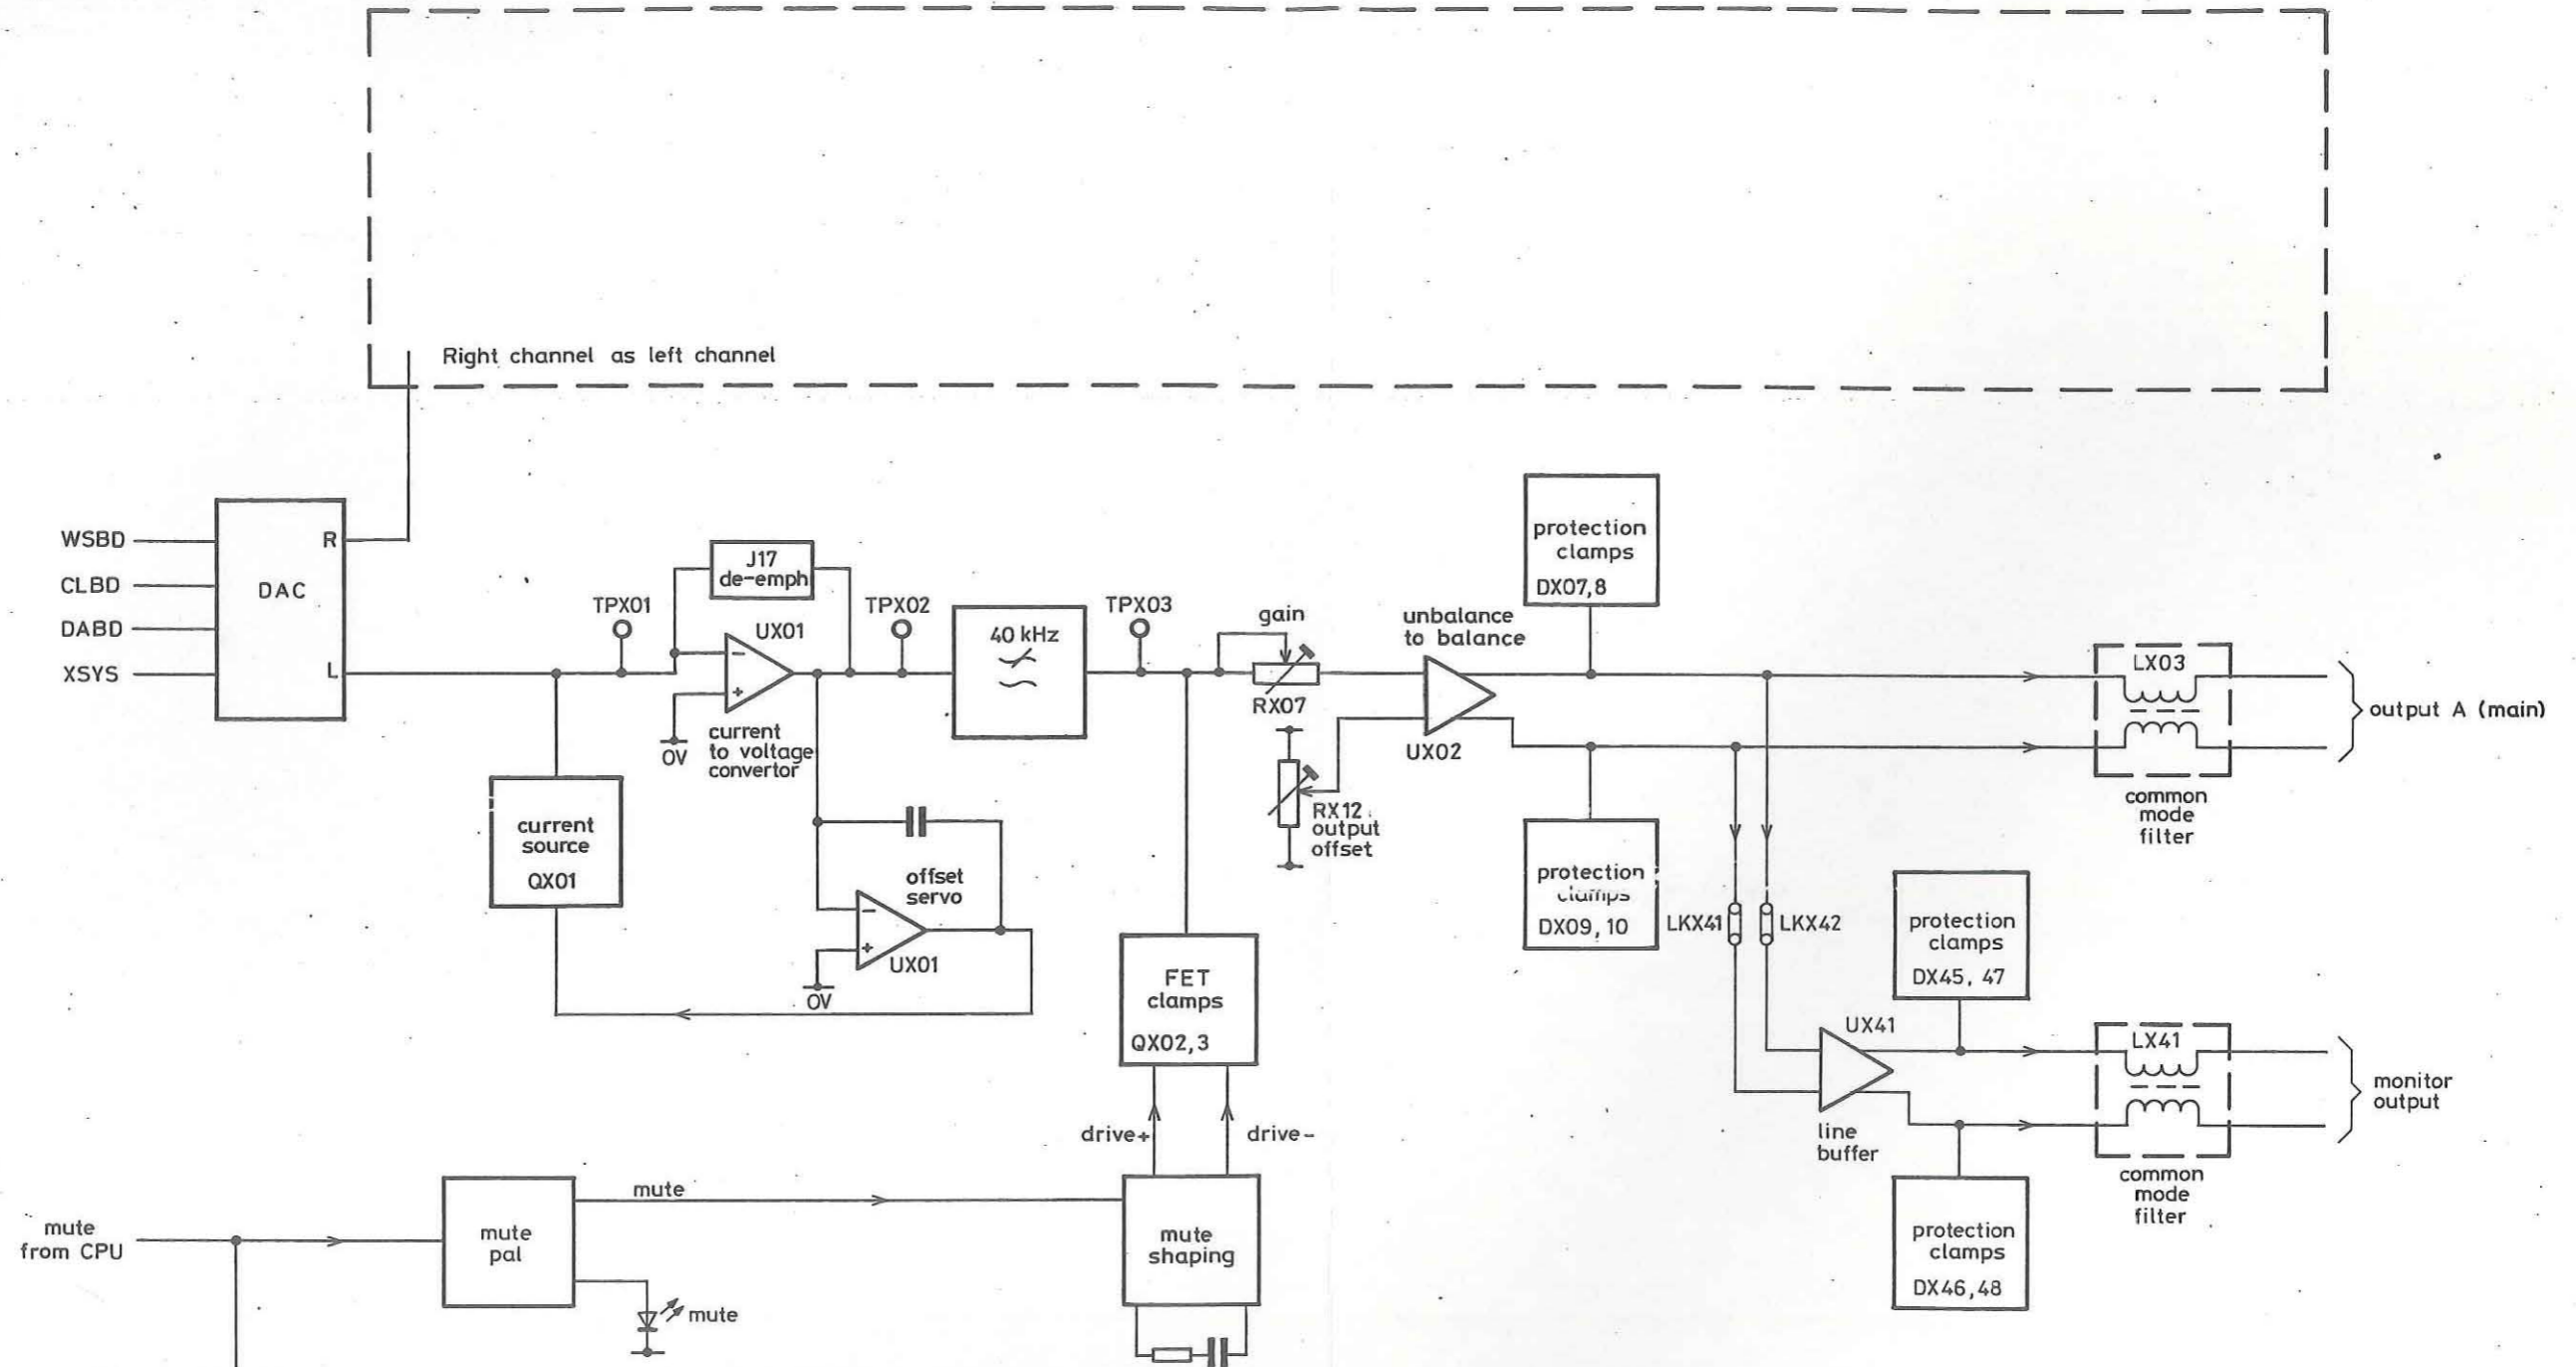 Right channel as left channel
WSBD
CLBD
DABD
XSYS
DAC
R
L
TPX01
J17
de-emph
UX01
-
+
0V
current
to voltage
convertor
TPX02
40 kHz
TPX03
gain
RX07
unbalance
to balance
UX02
RX12
output
offset
protection
clamps
DX07,8
protection
clamps
DX09,10
LX03
common
mode
filter
output A (main)
current
source
QX01
offset
servo
-
+
UX01
0V
FET
clamps
QX02,3
drive+
drive-
LKX41
LKX42
protection
clamps
DX45, 47
UX41
line
buffer
LX41
common
mode
filter
monitor
output
protection
clamps
DX46,48
mute
from CPU
mute
pal
mute
mute
mute
shaping